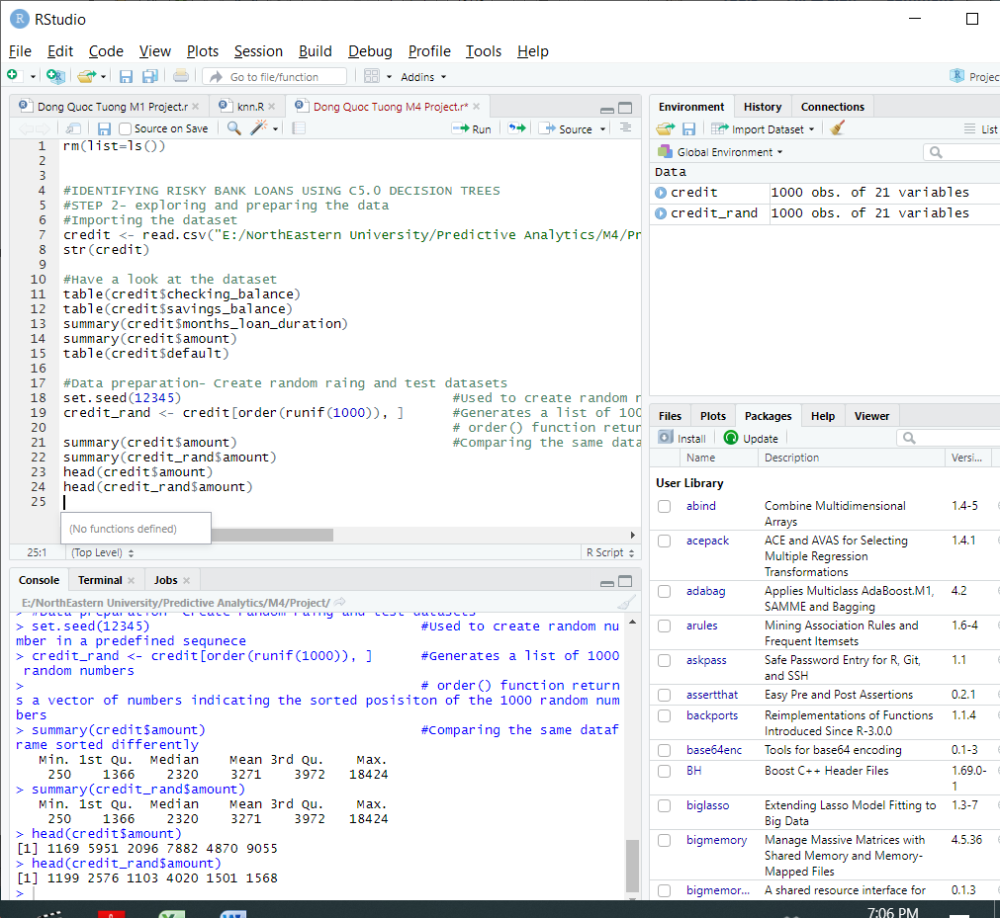 RStudio
File Edit Code View Plots Session Build Debug Profile Tools Help
Go to file/function Addins Projec
Dong Quoc Tuong M1 Project.r knn.R Dong Quoc Tuong M4 Project.r*
Source on Save Run Source
1 rm(list=ls())
2
3
4 #IDENTIFYING RISKY BANK LOANS USING C5.0 DECISION TREES
5 #STEP 2- exploring and preparing the data
6 #Importing the dataset
7 credit <- read.csv("E:/NorthEastern University/Predictive Analytics/M4/Pr
8 str(credit)
9
10 #Have a look at the dataset
11 table(credit$checking_balance)
12 table(credit$savings_balance)
13 summary(credit$months_loan_duration)
14 summary(credit$amount)
15 table(credit$default)
16
17 #Data preparation- Create random raing and test datasets
18 set.seed(12345) #Used to create random r
19 credit_rand <- credit[order(runif(1000)), ] #Generates a list of 100
20 # order() function retur
21 summary(credit$amount) #Comparing the same data
22 summary(credit_rand$amount)
23 head(credit$amount)
24 head(credit_rand$amount)
25
(No functions defined)
25:1 (Top Level) R Script
Console Terminal Jobs
E:/NorthEastern University/Predictive Analytics/M4/Project/
> #Data preparation- Create random raing and test datasets
> set.seed(12345) #Used to create random nu
mber in a predefined sequnece
> credit_rand <- credit[order(runif(1000)), ] #Generates a list of 1000
random numbers
> # order() function return
s a vector of numbers indicating the sorted posisiton of the 1000 random num
bers
> summary(credit$amount) #Comparing the same dataf
rame sorted differently
Min. 1st Qu. Median Mean 3rd Qu. Max.
250 1366 2320 3271 3972 18424
> summary(credit_rand$amount)
Min. 1st Qu. Median Mean 3rd Qu. Max.
250 1366 2320 3271 3972 18424
> head(credit$amount)
[1] 1169 5951 2096 7882 4870 9055
> head(credit_rand$amount)
[1] 1199 2576 1103 4020 1501 1568
>
Environment History Connections
Import Dataset List
Global Environment
Data
credit 1000 obs. of 21 variables
credit_rand 1000 obs. of 21 variables
Files Plots Packages Help Viewer
Install Update
Name Description Versi...
User Library
abind Combine Multidimensional 1.4-5
Arrays
acepack ACE and AVAS for Selecting 1.4.1
Multiple Regression
Transformations
adabag Applies Multiclass AdaBoost.M1, 4.2
SAMME and Bagging
arules Mining Association Rules and 1.6-4
Frequent Itemsets
askpass Safe Password Entry for R, Git, 1.1
and SSH
assertthat Easy Pre and Post Assertions 0.2.1
backports Reimplementations of Functions 1.1.4
Introduced Since R-3.0.0
base64enc Tools for base64 encoding 0.1-3
BH Boost C++ Header Files 1.69.0-
1
biglasso Extending Lasso Model Fitting to 1.3-7
Big Data
bigmemory Manage Massive Matrices with 4.5.36
Shared Memory and Memory-
Mapped Files
bigmemor... A shared resource interface for 0.1.3
7:06 PM